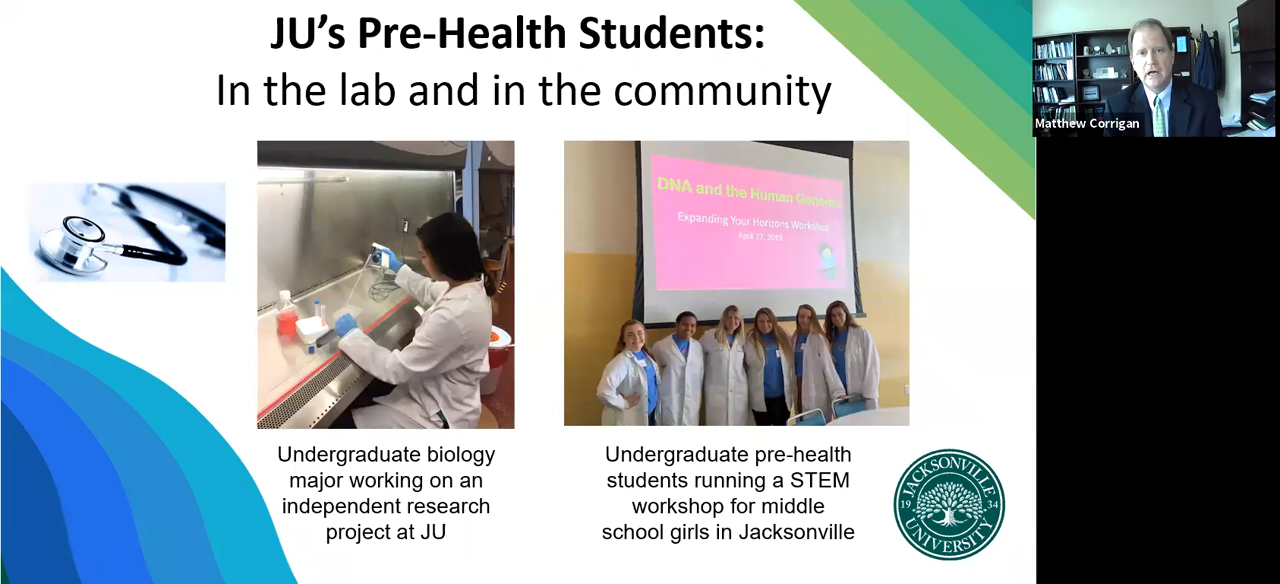 JU's Pre-Health Students:
In the lab and in the community
Matthew Corrigan
DNA and the Human Genome
Expanding Your Horizons Workshop
April 27, 2019
Undergraduate biology
major working on an
independent research
project at JU
Undergraduate pre-health
students running a STEM
workshop for middle
school girls in Jacksonville
JACKSONVILLE
19 34
UNIVERSITY